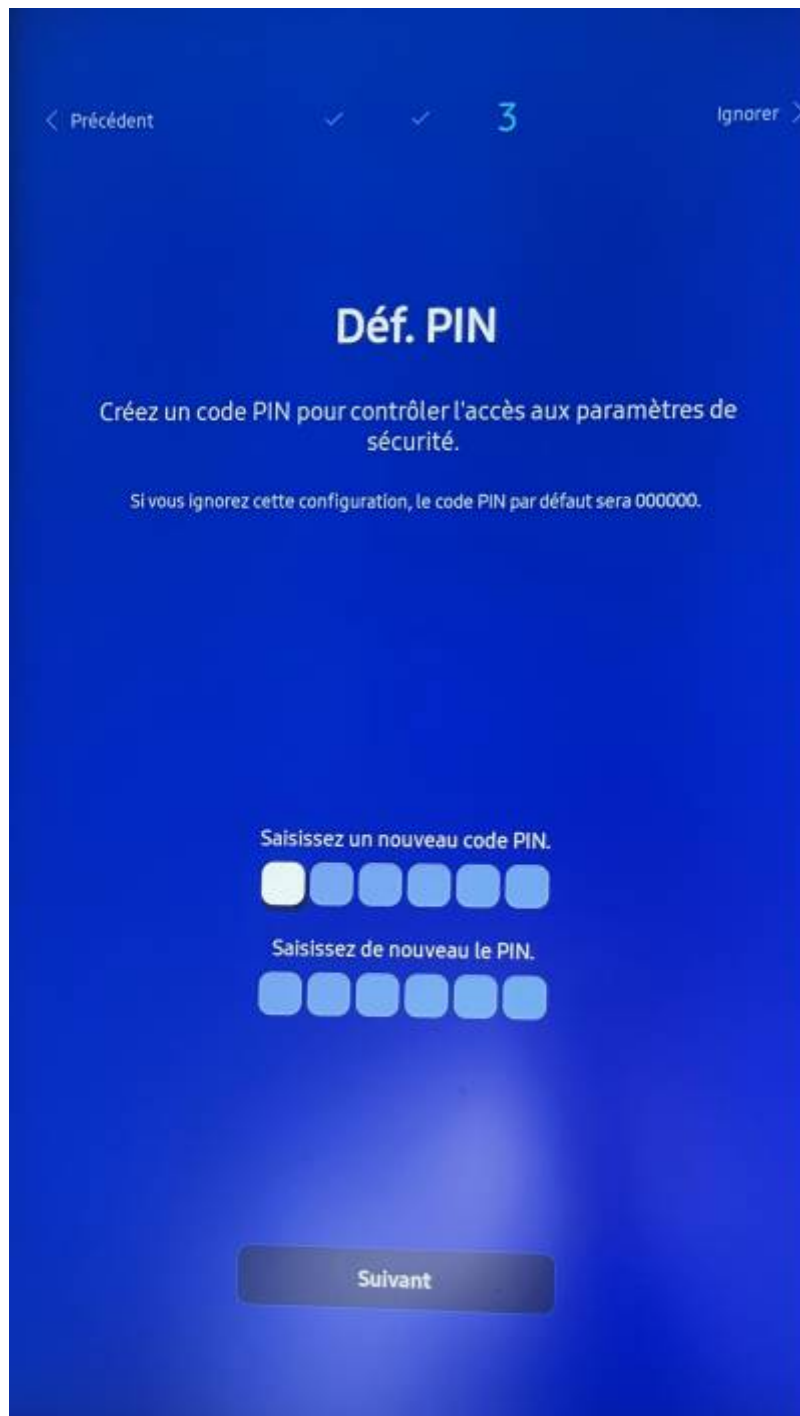 Précédent
3
Ignorer
Déf. PIN
Créez un code PIN pour contrôler l'accès aux paramètres de
sécurité.
Si vous ignorez cette configuration, le code PIN par défaut sera 000000.
Saisissez un nouveau code PIN.
Saisissez de nouveau le PIN.
Suivant